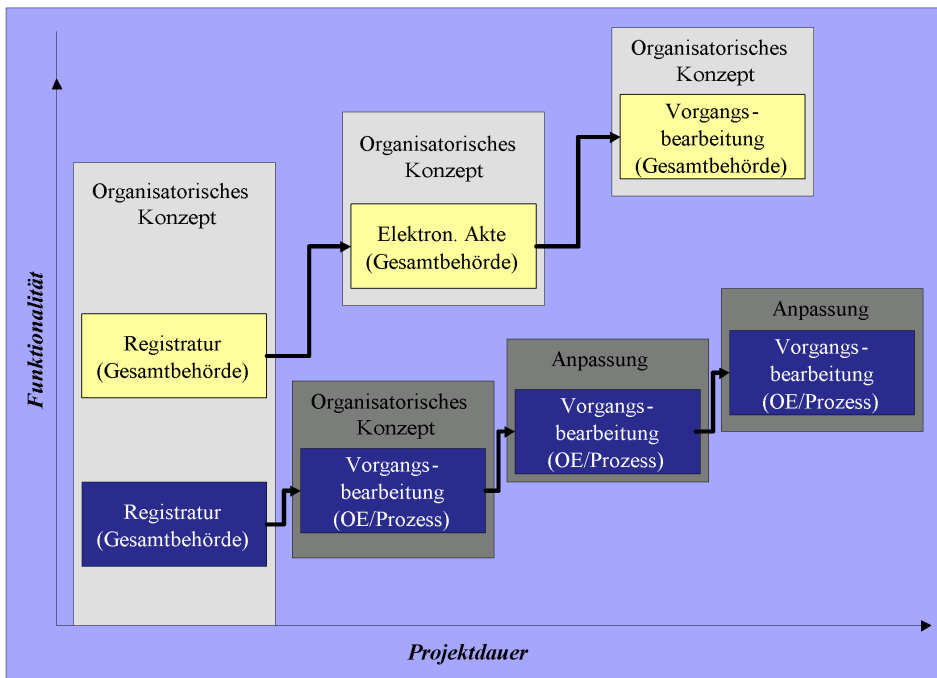 Organisatorisches
Konzept
Vorgangs-
bearbeitung
(Gesamtbehörde)
Organisatorisches
Konzept
Elektron. Akte
(Gesamtbehörde)
Organisatorisches
Konzept
Registratur
(Gesamtbehörde)
Registratur
(Gesamtbehörde)
Organisatorisches
Konzept
Vorgangs-
bearbeitung
(OE/Prozess)
Anpassung
Vorgangs-
bearbeitung
(OE/Prozess)
Anpassung
Vorgangs-
bearbeitung
(OE/Prozess)
Funktionalität
Projektdauer